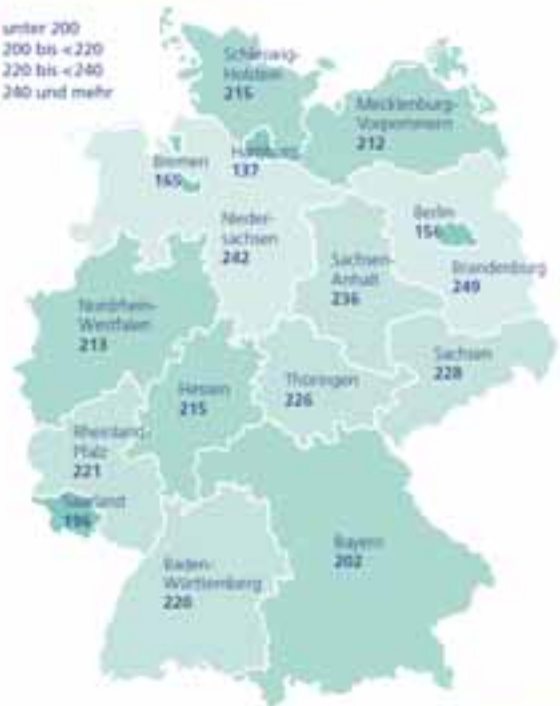 unter 200
200 bis <220
220 bis <240
240 und mehr
Schleswig-
Holstein
215
Mecklenburg-
Vorpommern
212
Bremen
165
Hamburg
137
Nieder-
sachsen
242
Berlin
156
Sachsen-
Anhalt
236
Brandenburg
249
Nordrhein-
Westfalen
213
Hessen
215
Thüringen
226
Sachsen
228
Rheinland-
Pfalz
221
Saarland
196
Bayern
202
Baden-
Württemberg
220